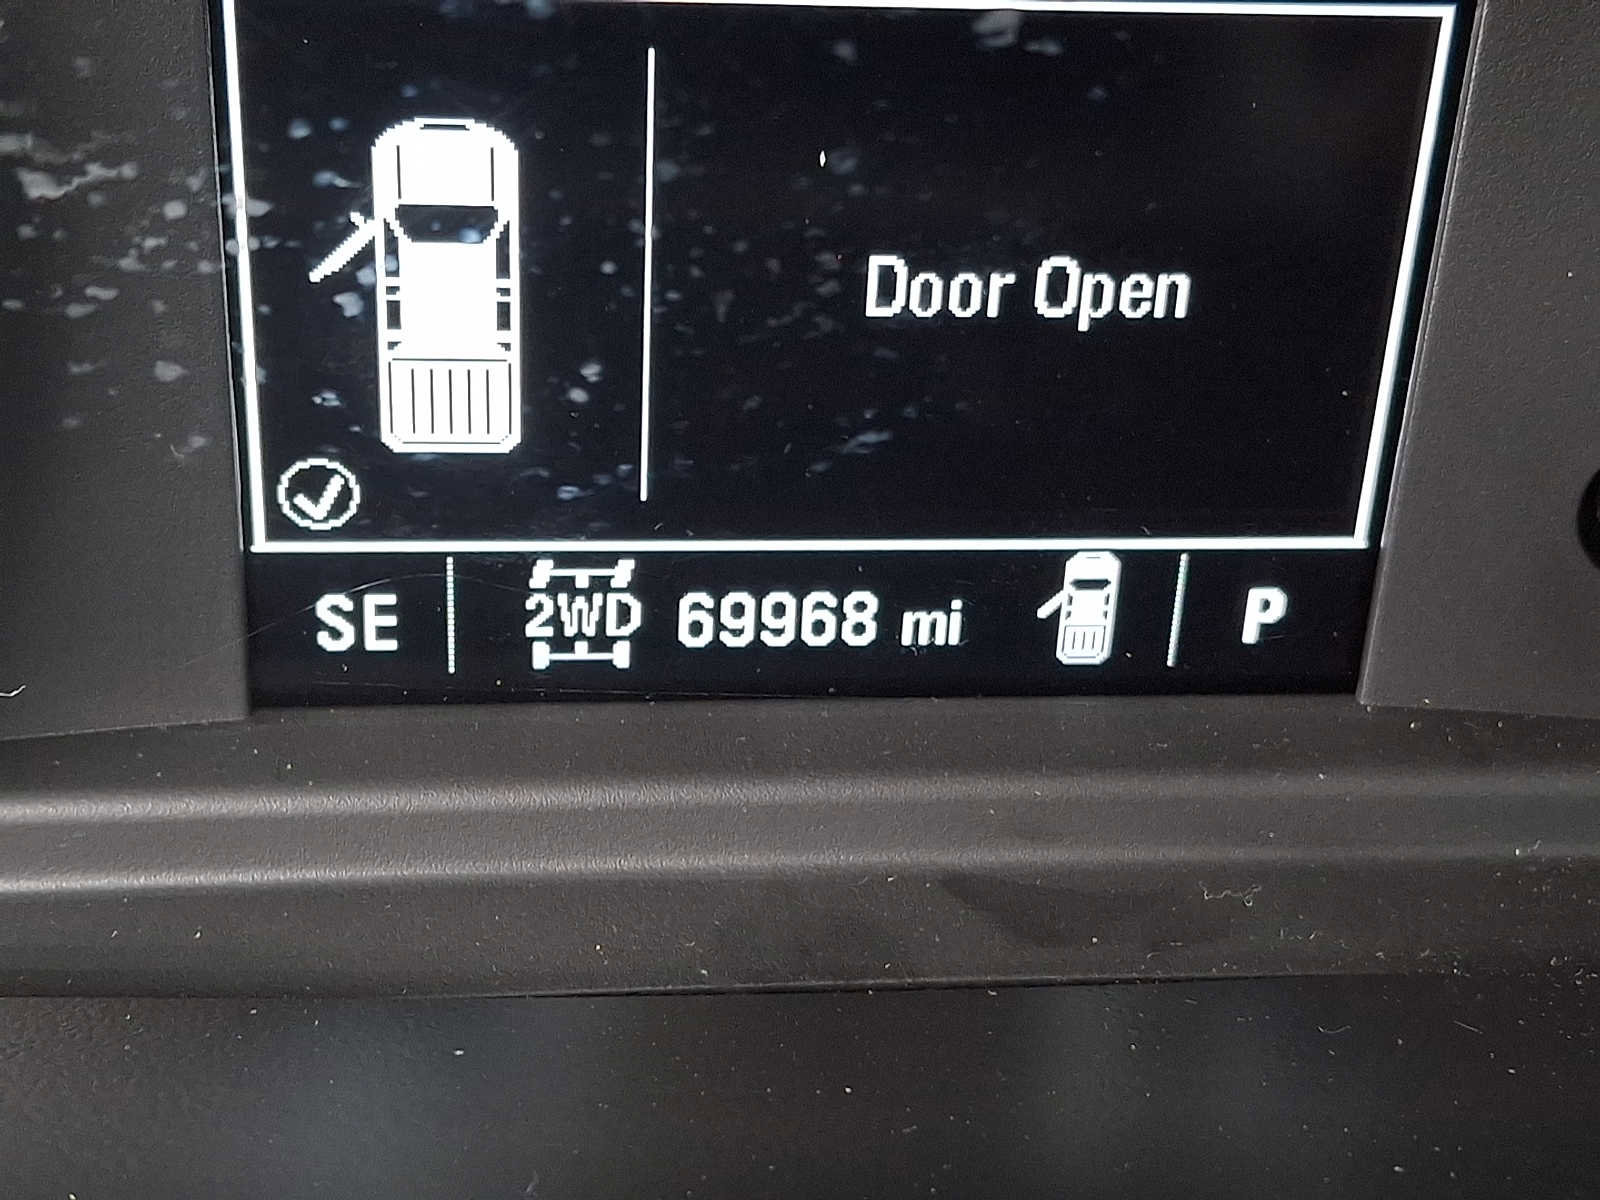 Door Open
SE 2WD 69968 mi P